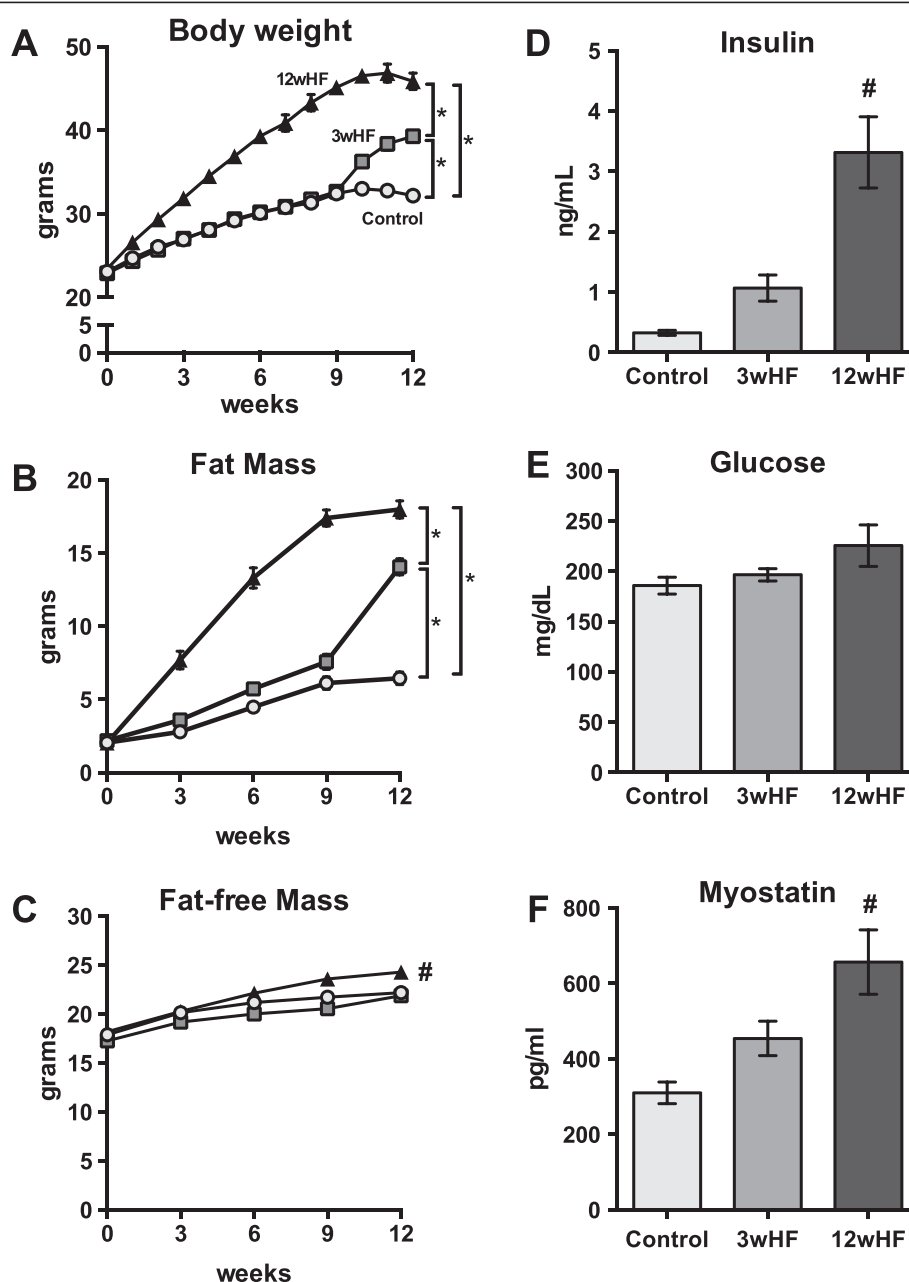 A
Body weight
50
40
30
20
5
0
grams
12wHF
3wHF
Control
*
*
*
0 3 6 9 12
weeks
B
Fat Mass
20
15
10
5
0
grams
*
*
*
0 3 6 9 12
weeks
C
Fat-free Mass
30
25
20
15
10
5
0
grams
#
0 3 6 9 12
weeks
D
Insulin
5
4
3
2
1
0
ng/mL
#
Control 3wHF 12wHF
E
Glucose
300
250
200
150
100
50
0
mg/dL
Control 3wHF 12wHF
F
Myostatin
800
600
400
200
0
pg/ml
#
Control 3wHF 12wHF